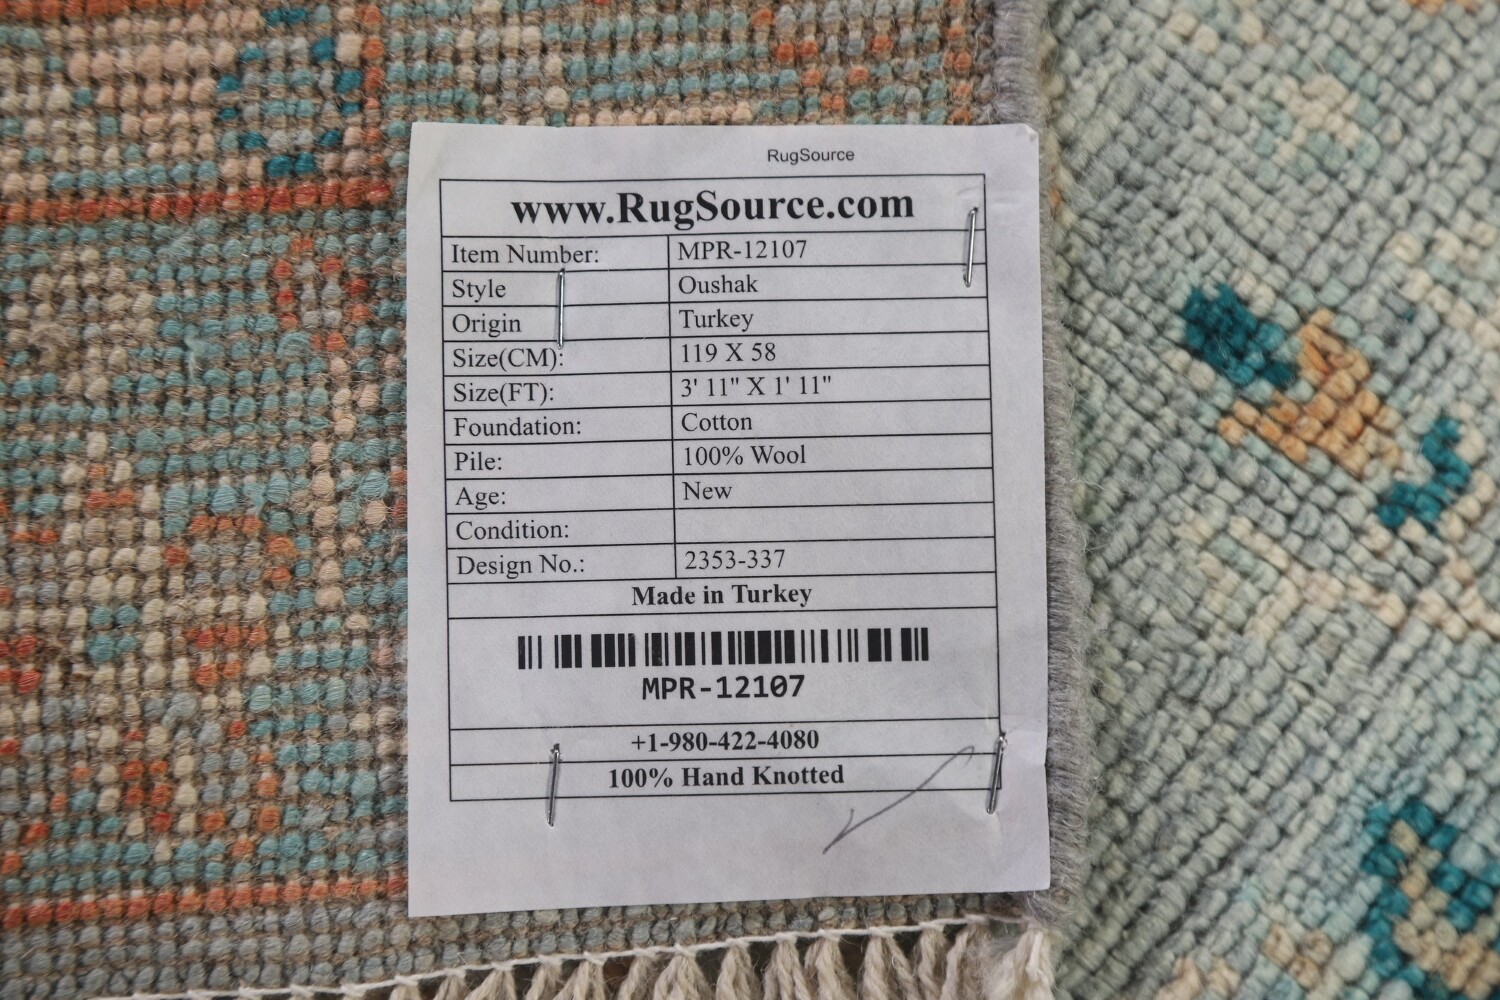 RugSource
www.RugSource.com
Item Number: MPR-12107
Style Oushak
Origin Turkey
Size(CM): 119 X 58
Size(FT): 3' 11" X 1' 11"
Foundation: Cotton
Pile: 100% Wool
Age: New
Condition:
Design No.: 2353-337
Made in Turkey
MPR-12107
+1-980-422-4080
100% Hand Knotted